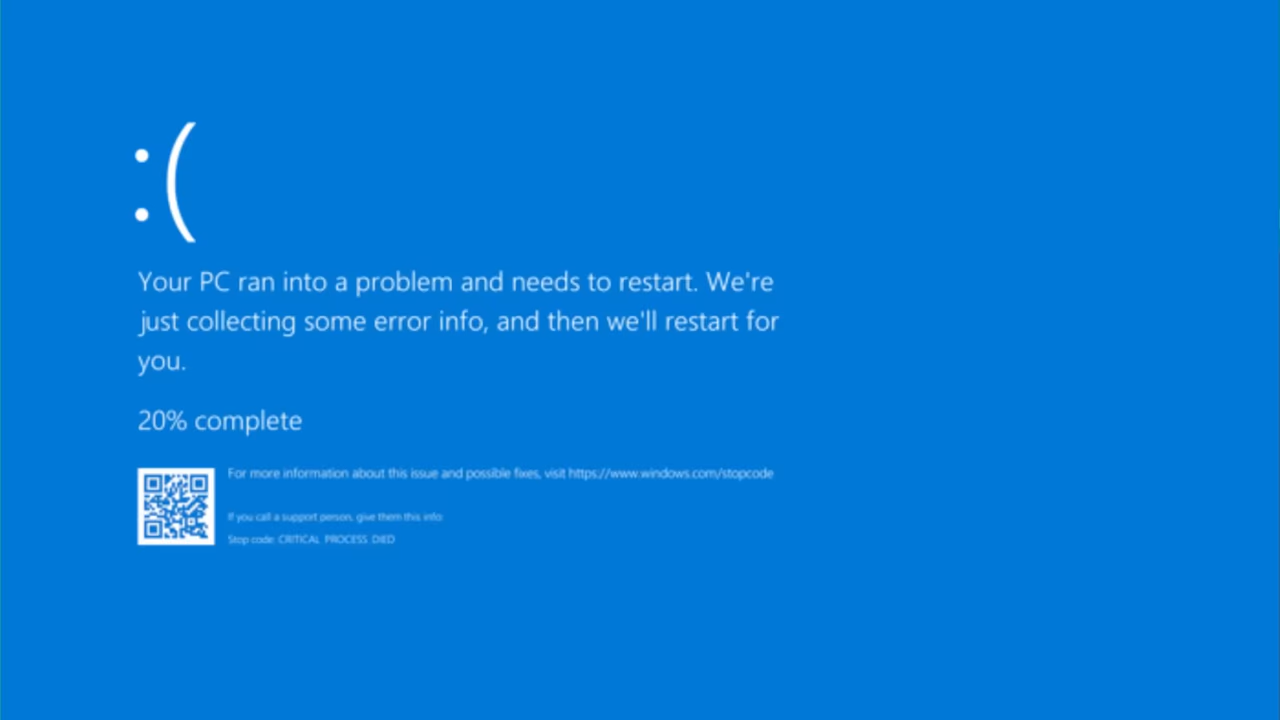 :(
Your PC ran into a problem and needs to restart. We're
just collecting some error info, and then we'll restart for
you.
20% complete
For more information about this issue and possible fixes, visit https://www.windows.com/stopcode
If you call a support person, give them this info:
Stop code: CRITICAL_PROCESS_DIED